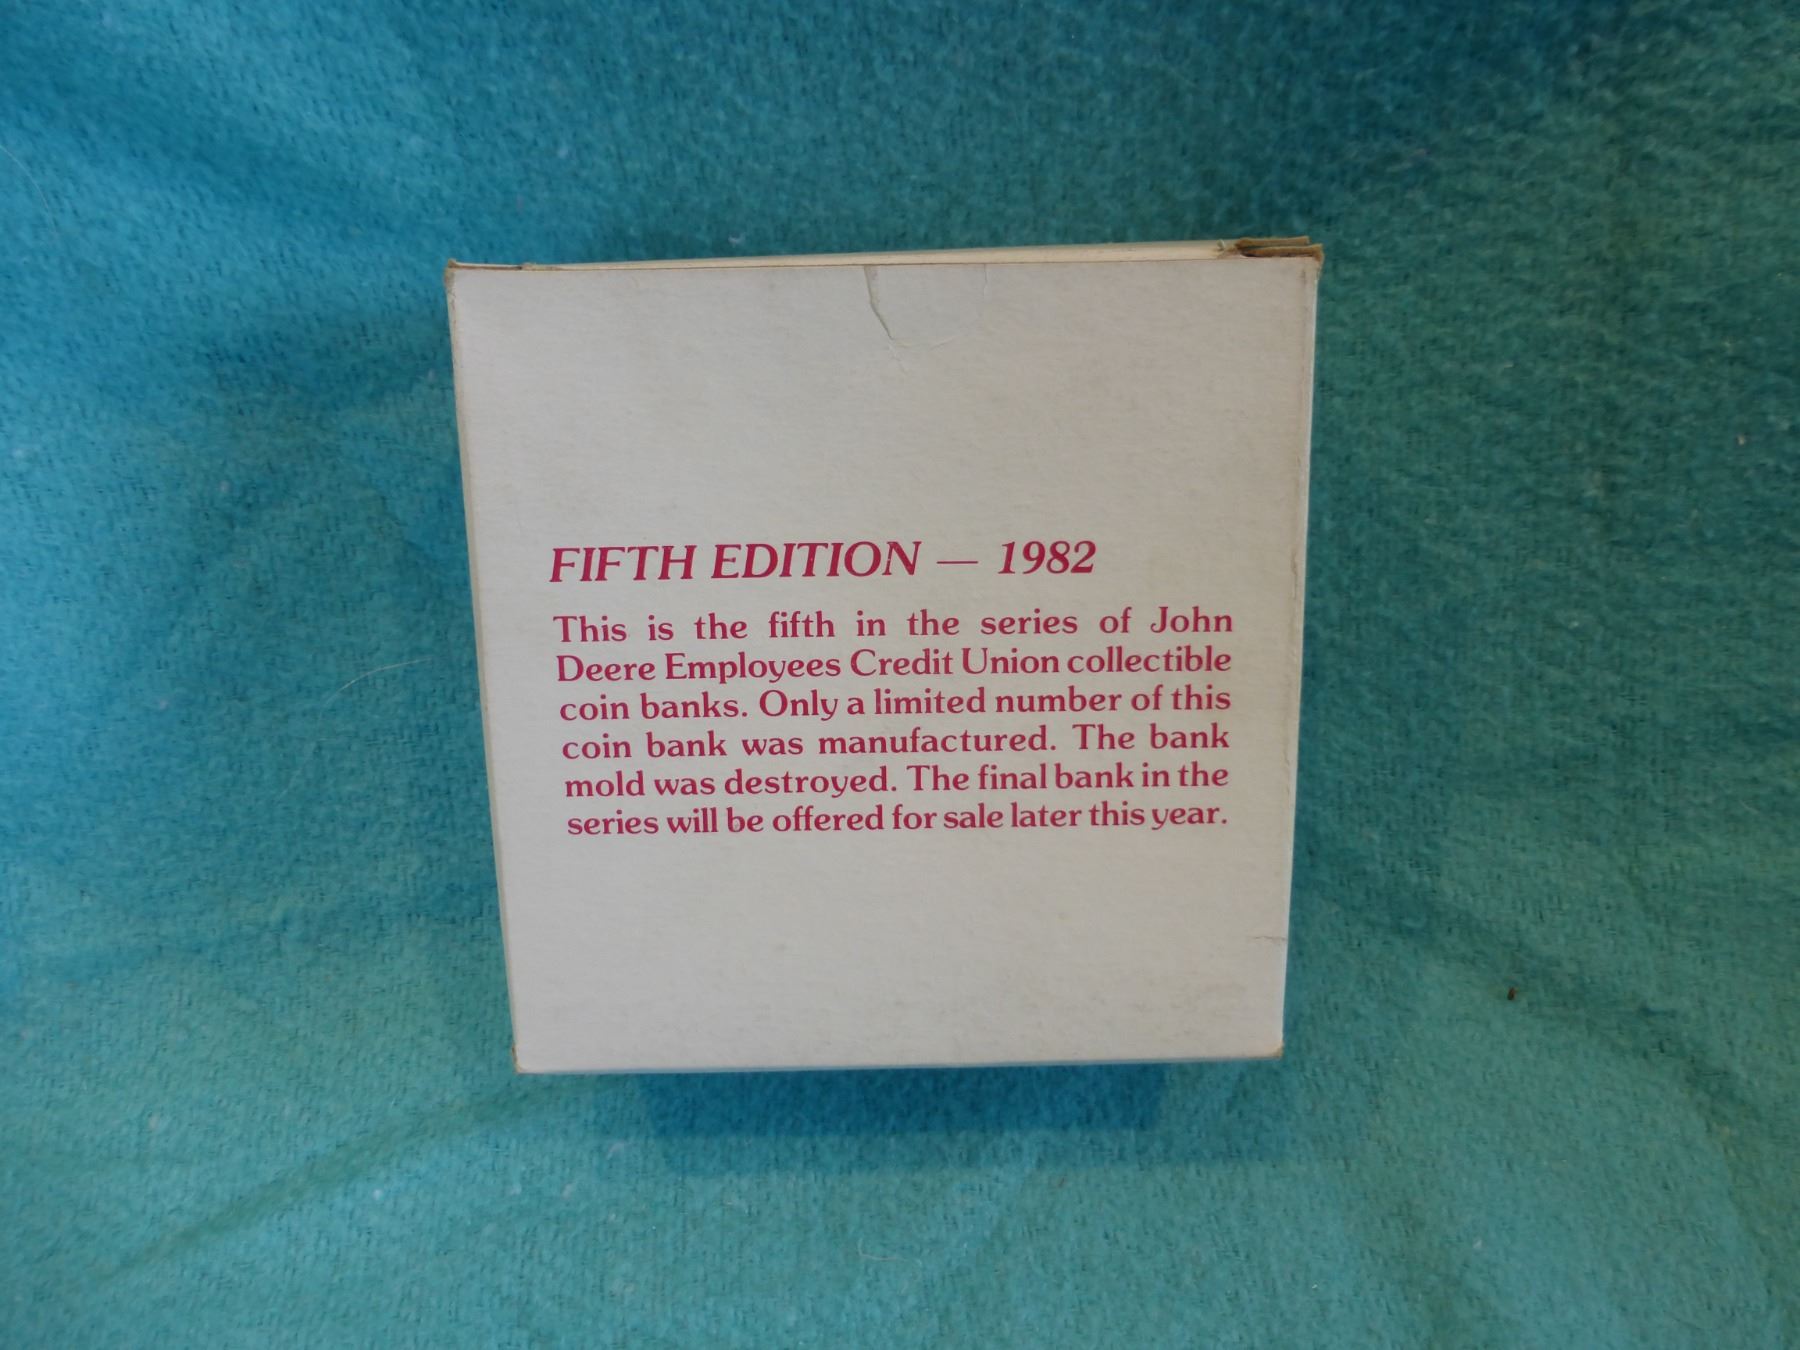 FIFTH EDITION — 1982
This is the fifth in the series of John
Deere Employees Credit Union collectible
coin banks. Only a limited number of this
coin bank was manufactured. The bank
mold was destroyed. The final bank in the
series will be offered for sale later this year.